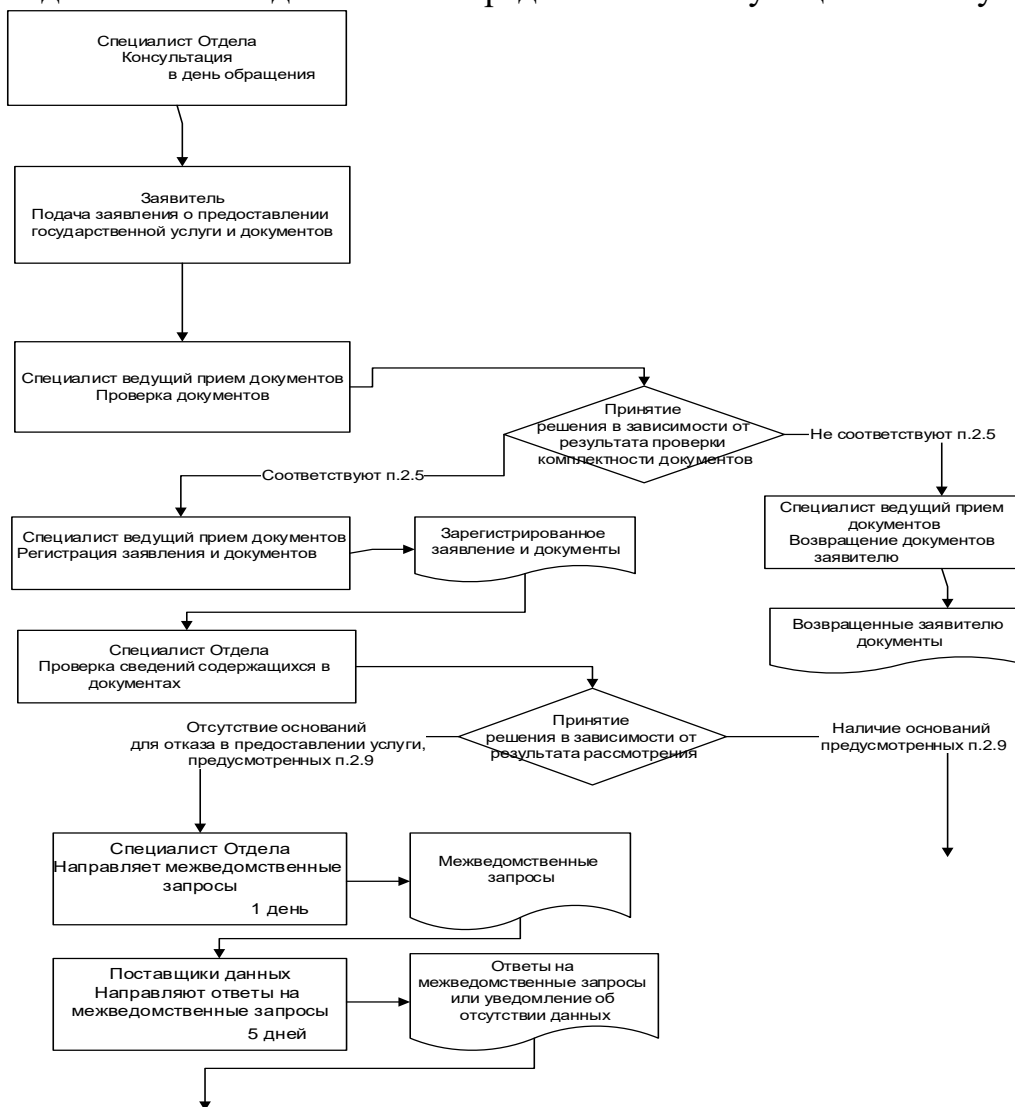 Специалист Отдела
Консультация
в день обращения
Заявитель
Подача заявления о предоставлении
государственной услуги и документов
Специалист ведущий прием документов
Проверка документов
Принятие
решения в зависимости от
результата проверки
комплектности документов
Не соответствуют п.2.5
Соответствуют п.2.5
Специалист ведущий прием
документов
Возвращение документов
заявителю
Специалист ведущий прием документов
Регистрация заявления и документов
Зарегистрированное
заявление и документы
Возвращенные заявителю
документы
Специалист Отдела
Проверка сведений содержащихся в
документах
Принятие
решения в зависимости от
результата рассмотрения
Отсутствие оснований
для отказа в предоставлении услуги,
предусмотренных п.2.9
Наличие оснований
предусмотренных п.2.9
Специалист Отдела
Направляет межведомственные
запросы
1 день
Межведомственные
запросы
Поставщики данных
Направляют ответы на
межведомственные запросы
5 дней
Ответы на
межведомственные запросы
или уведомление об
отсутствии данных